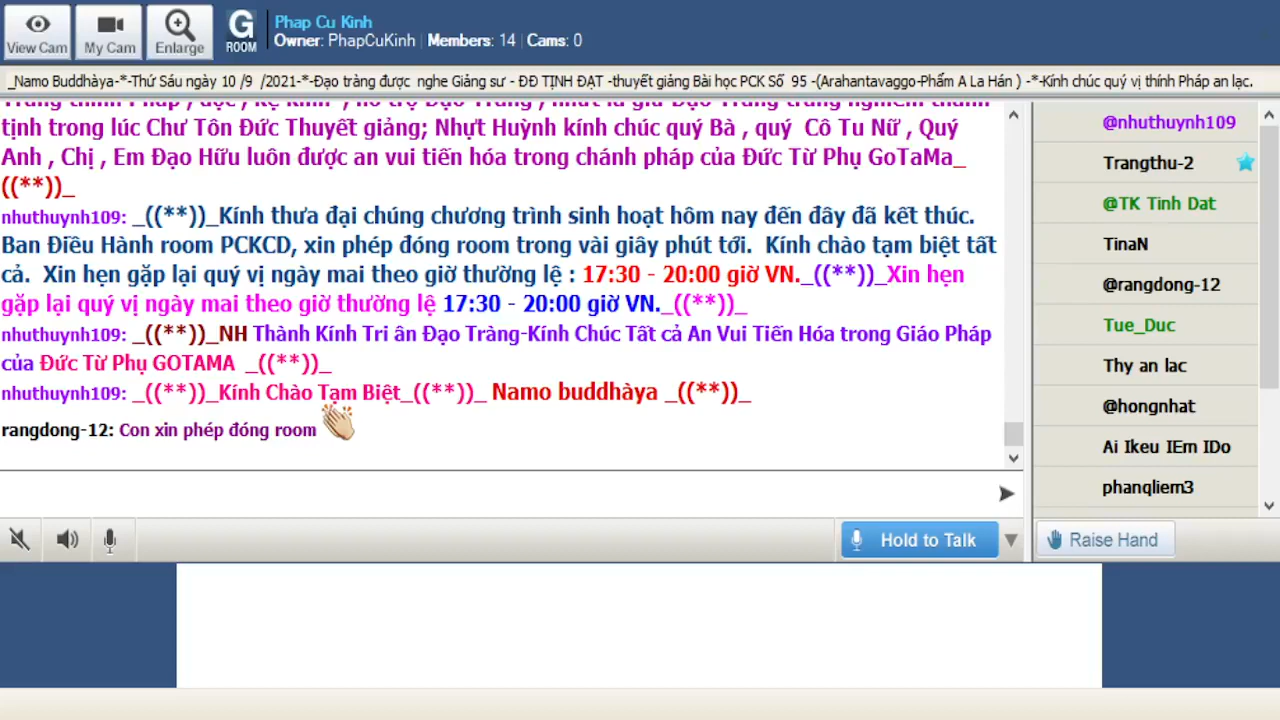 View Cam
My Cam
Enlarge
G
ROOM
Phap Cu Kinh
Owner: PhapCuKinh | Members: 14 | Cams: 0
_Namo Buddhàya-*-Thứ Sáu ngày 10 /9 /2021-*-Đạo tràng được nghe Giảng sư - ĐĐ TỊNH ĐẠT -thuyết giảng Bài học PCK Số 95 -(Arahantavaggo-Phẩm A La Hán ) -*-Kính chúc quý vị thính Pháp an lạc.
tịnh trong lúc Chư Tôn Đức Thuyết giảng; Nhựt Huỳnh kính chúc quý Bà , quý Cô Tu Nữ , Quý
Anh , Chị , Em Đạo Hữu luôn được an vui tiến hóa trong chánh pháp của Đức Từ Phụ GoTaMa_
((**))_
nhuthuynh109: _((**))_Kính thưa đại chúng chương trình sinh hoạt hôm nay đến đây đã kết thúc.
Ban Điều Hành room PCKCD, xin phép đóng room trong vài giây phút tới. Kính chào tạm biệt tất
cả. Xin hẹn gặp lại quý vị ngày mai theo giờ thường lệ : 17:30 - 20:00 giờ VN._((**))_Xin hẹn
gặp lại quý vị ngày mai theo giờ thường lệ 17:30 - 20:00 giờ VN._((**))_
nhuthuynh109: _((**))_NH Thành Kính Tri ân Đạo Tràng-Kính Chúc Tất cả An Vui Tiến Hóa trong Giáo Pháp
của Đức Từ Phụ GOTAMA _((**))_
nhuthuynh109: _((**))_Kính Chào Tạm Biệt_((**))_ Namo buddhàya _((**))_
rangdong-12: Con xin phép đóng room
@nhuthuynh109
Trangthu-2
@TK Tinh Dat
TinaN
@rangdong-12
Tue_Duc
Thy an lac
@hongnhat
Ai Ikeu IEm IDo
phanqliem3
Hold to Talk
Raise Hand